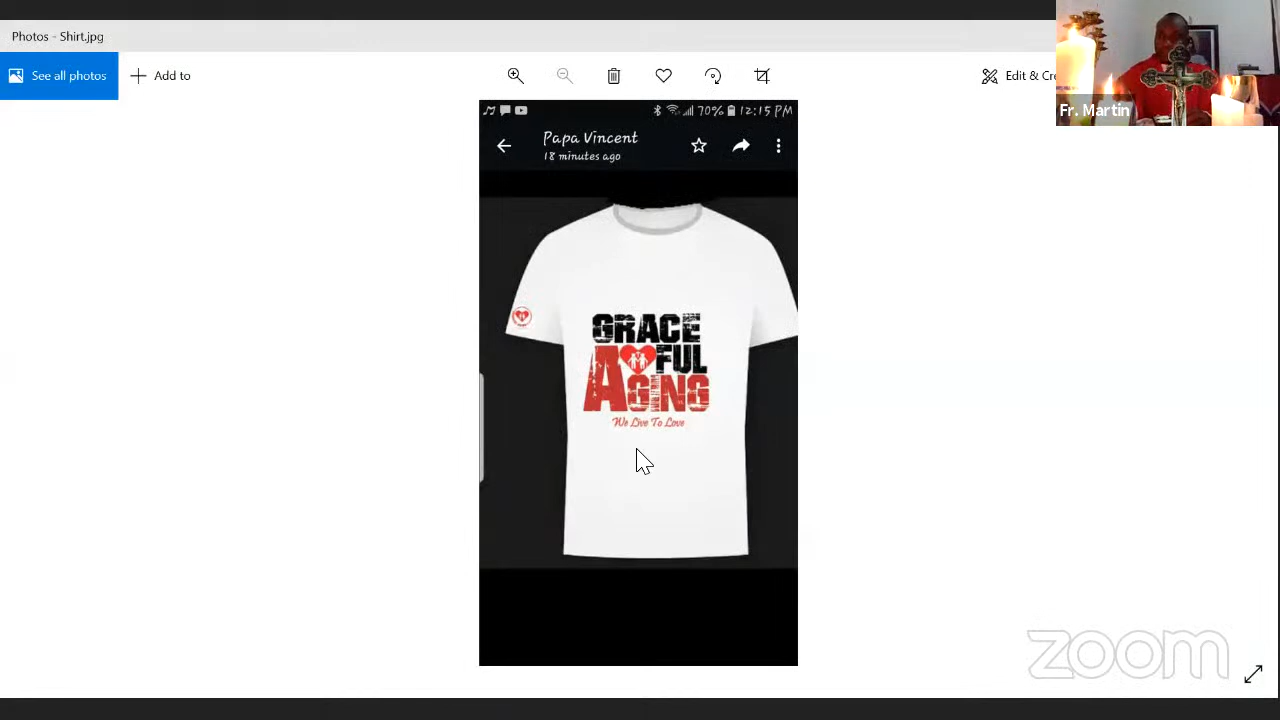 Photos - Shirt.jpg
See all photos
Add to
Edit & Cre
Fr. Martin
70% 12:15 PM
Papa Vincent
18 minutes ago
GRACE
FUL
AGING
We Live To Love
zoom